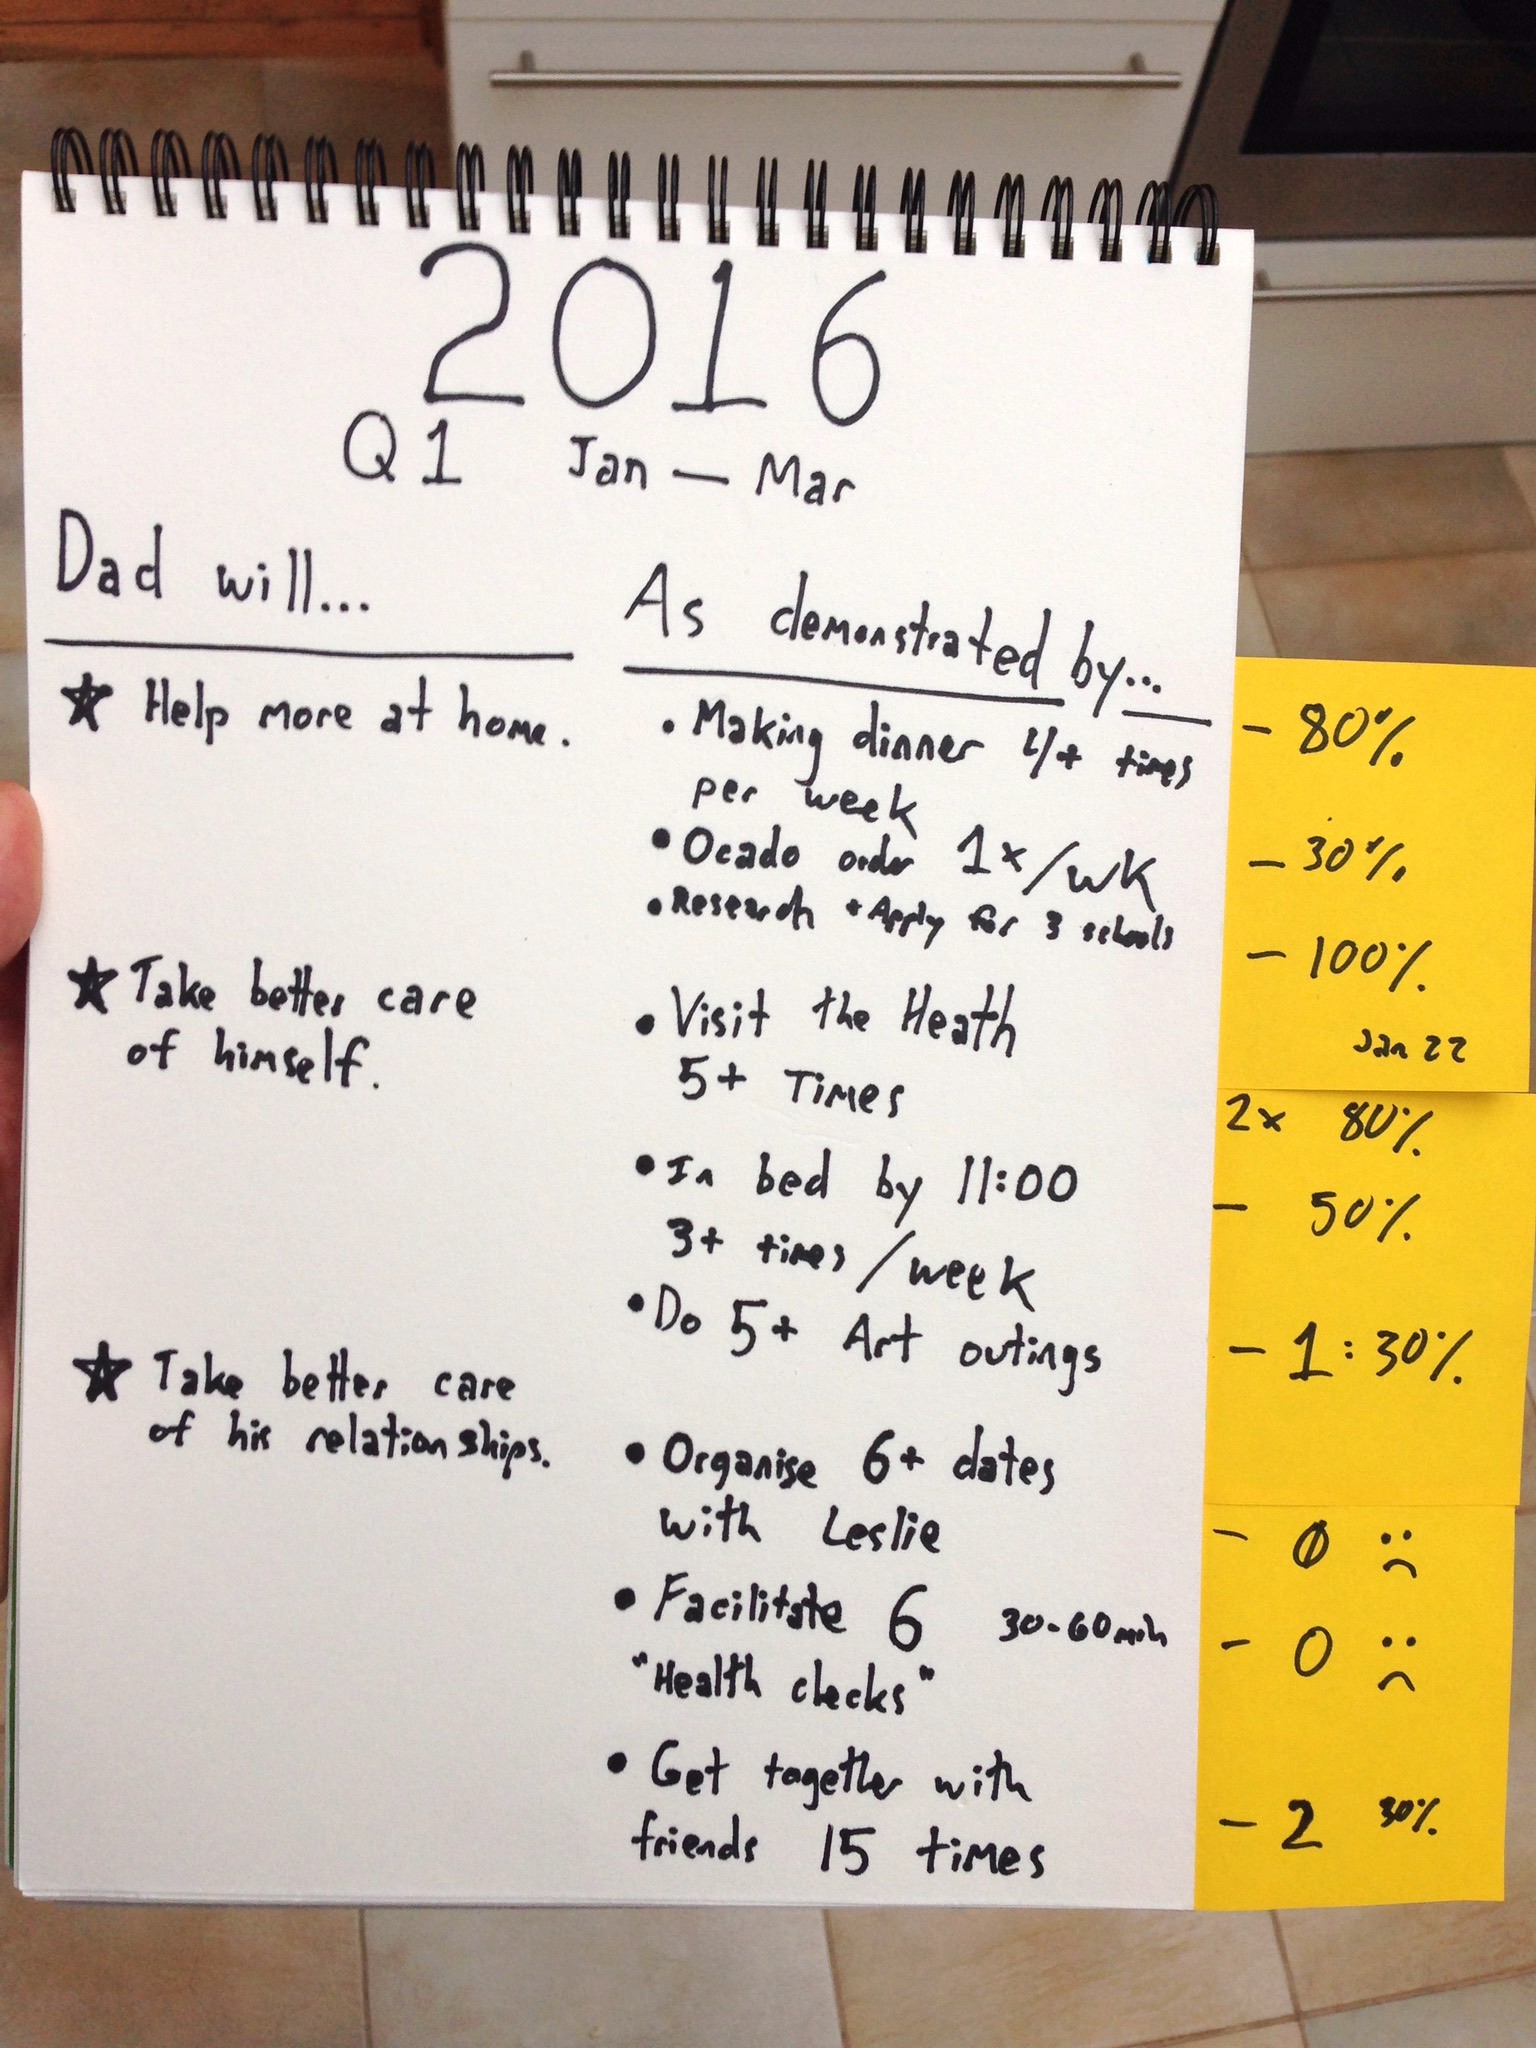 2016
Q1 Jan — Mar
Dad will...
★ Help more at home.
★ Take better care
of himself.
★ Take better care
of his relationships.
As demonstrated by...
• Making dinner 4+ times
per week
• Ocado order 1x/wk
• Research + Apply for 3 schools
• Visit the Heath
5+ Times
• In bed by 11:00
3+ times/week
• Do 5+ Art outings
• Organise 6+ dates
with Leslie
• Facilitate 6 30-60min
"Health checks"
• Get together with
friends 15 times
- 80%
- 30%
- 100%
Jan 22
2x 80%
- 50%
- 1: 30%
- 0 :(
- 0 :(
- 2 30%